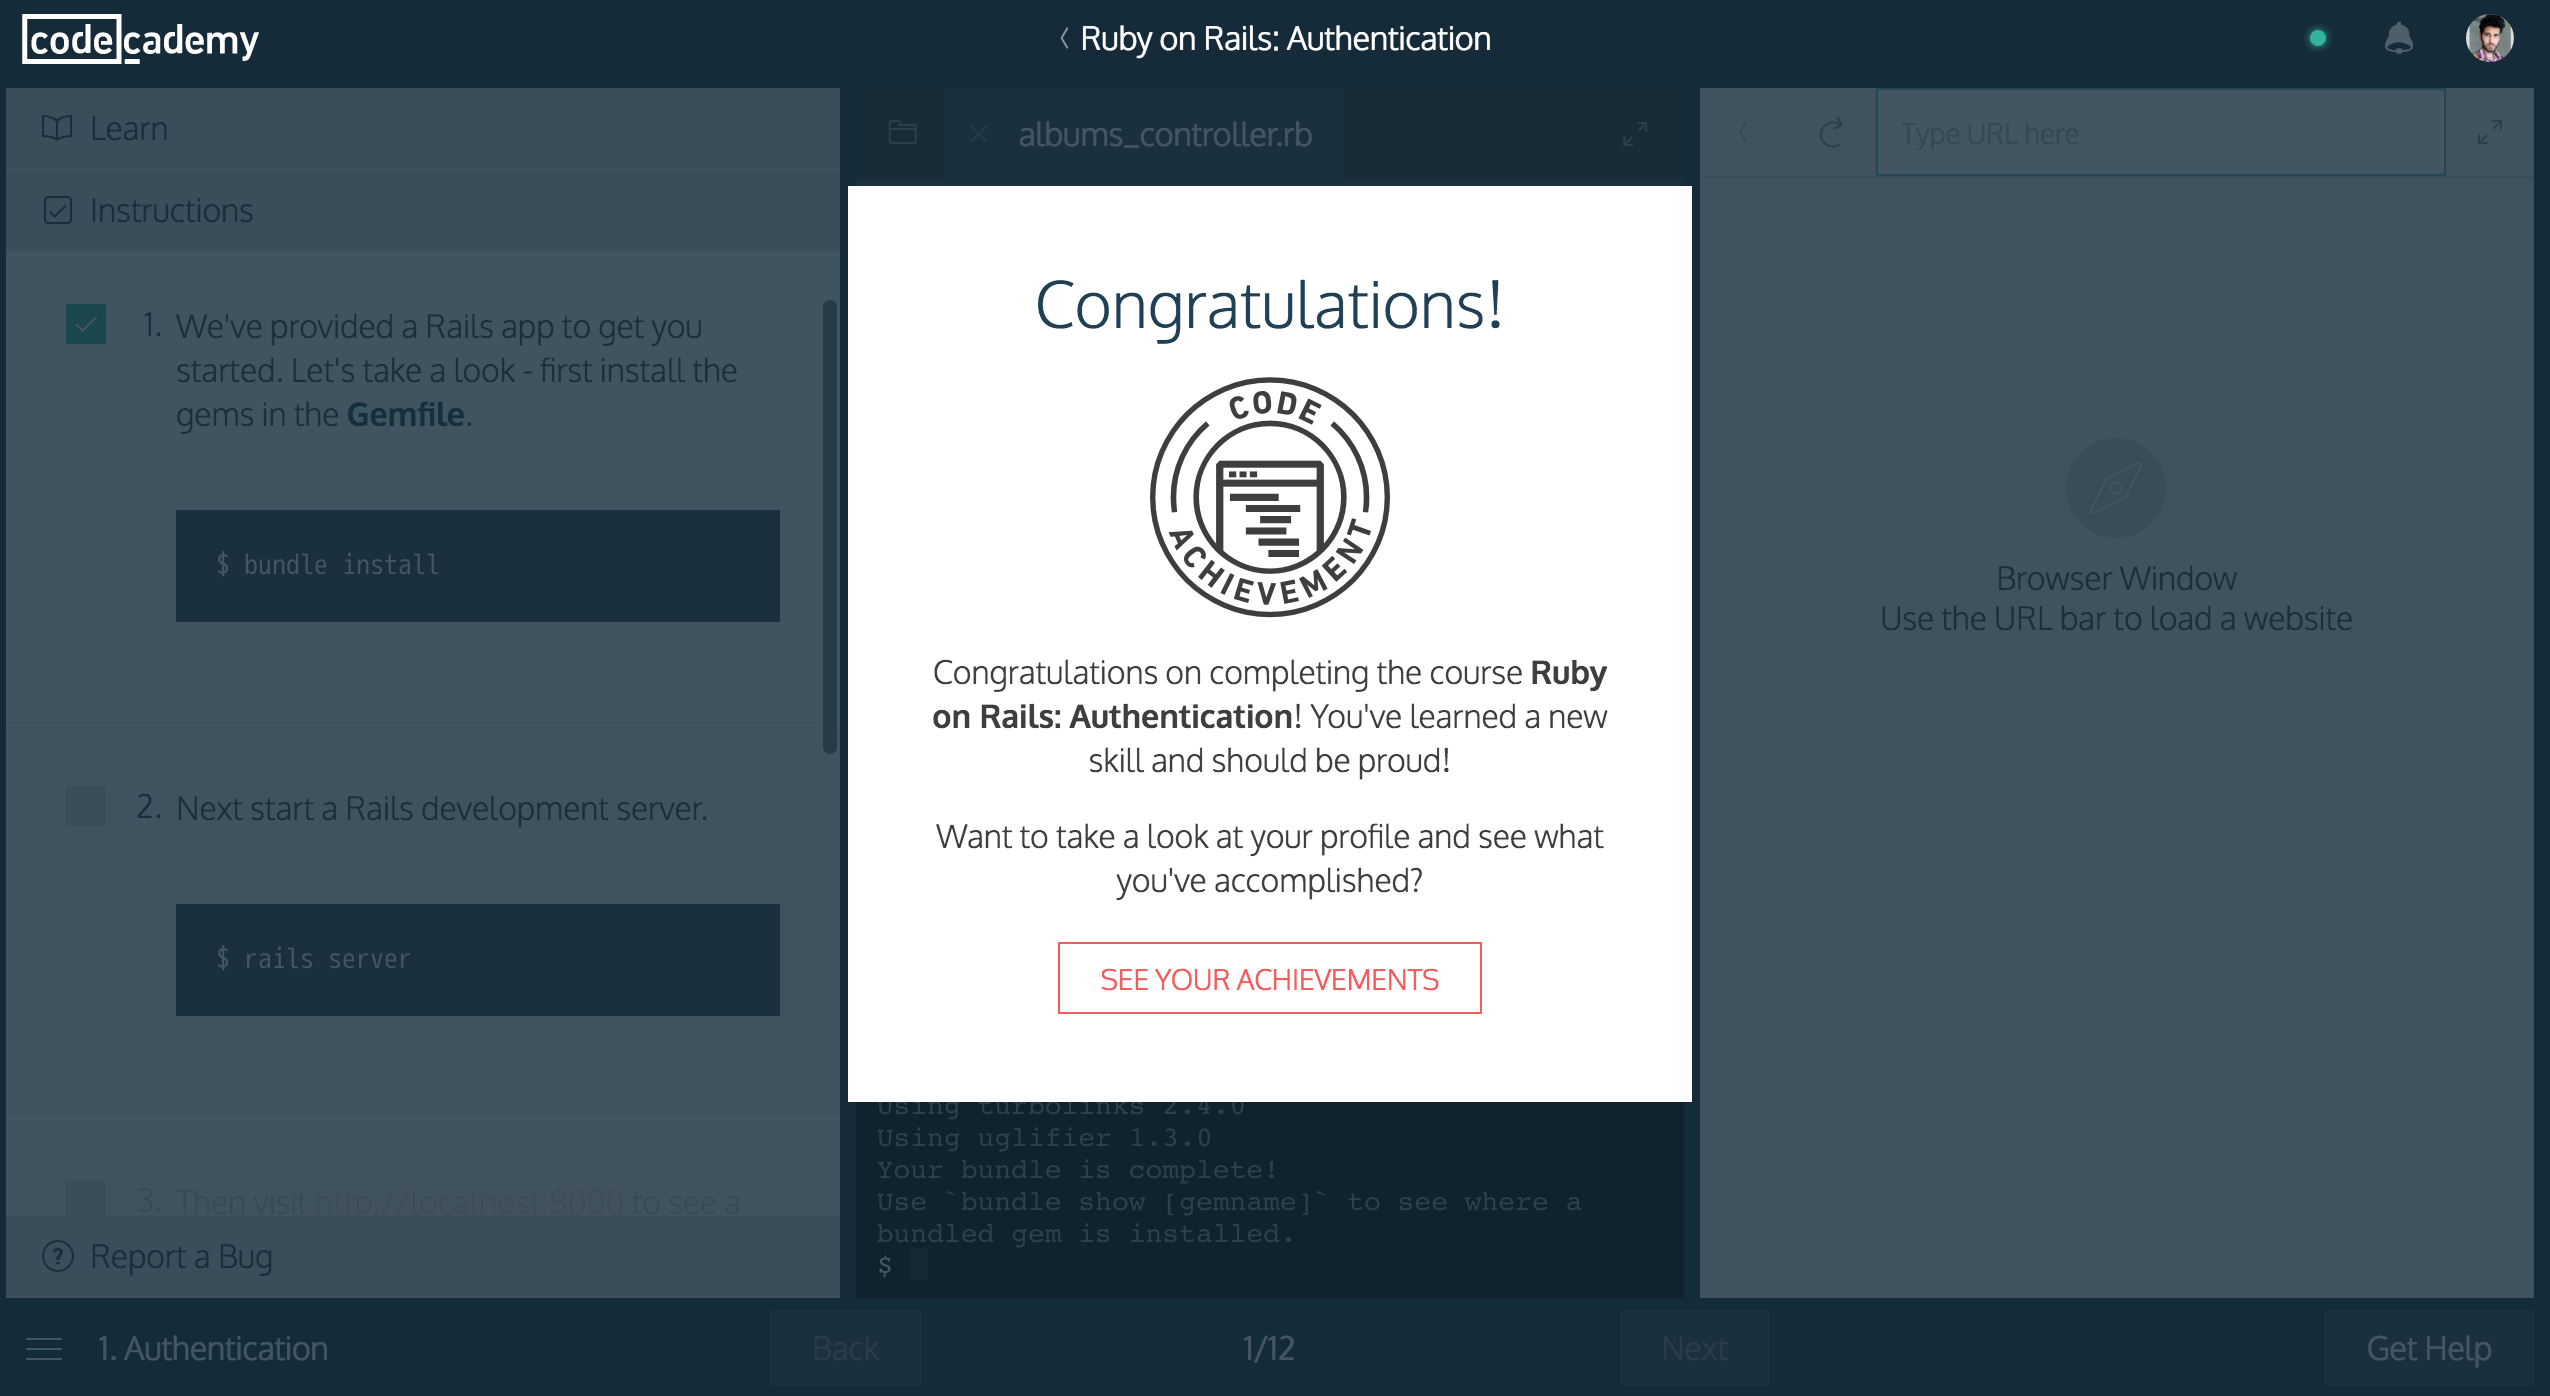 codecademy
Ruby on Rails: Authentication
Learn
Instructions
1. We've provided a Rails app to get you
started. Let's take a look - first install the
gems in the Gemfile.
$ bundle install
2. Next start a Rails development server.
$ rails server
3. Then visit http://localhost:8000 to see a
Report a Bug
albums_controller.rb
Congratulations!
CODE
ACHIEVEMENT
Congratulations on completing the course Ruby
on Rails: Authentication! You've learned a new
skill and should be proud!
Want to take a look at your profile and see what
you've accomplished?
SEE YOUR ACHIEVEMENTS
Using turbolinks 2.4.0
Using uglifier 1.3.0
Your bundle is complete!
Use `bundle show [gemname]` to see where a
bundled gem is installed.
$
Type URL here
Browser Window
Use the URL bar to load a website
1. Authentication
Back
1/12
Next
Get Help